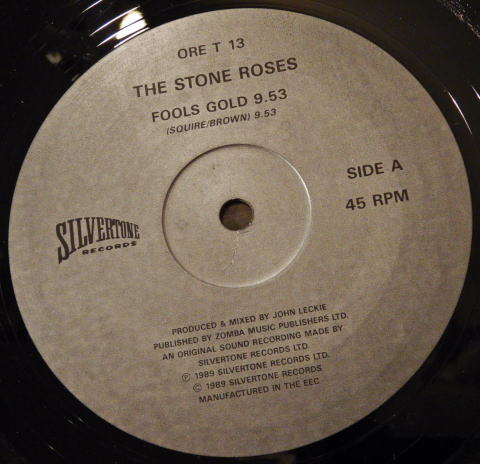 ORE T 13
THE STONE ROSES
FOOLS GOLD 9.53
(SQUIRE/BROWN) 9.53
SIDE A
45 RPM
SILVERTONE
RECORDS
PRODUCED & MIXED BY JOHN LECKIE
PUBLISHED BY ZOMBA MUSIC PUBLISHERS LTD.
AN ORIGINAL SOUND RECORDING MADE BY
SILVERTONE RECORDS LTD.
℗ 1989 SILVERTONE RECORDS LTD.
© 1989 SILVERTONE RECORDS
MANUFACTURED IN THE EEC